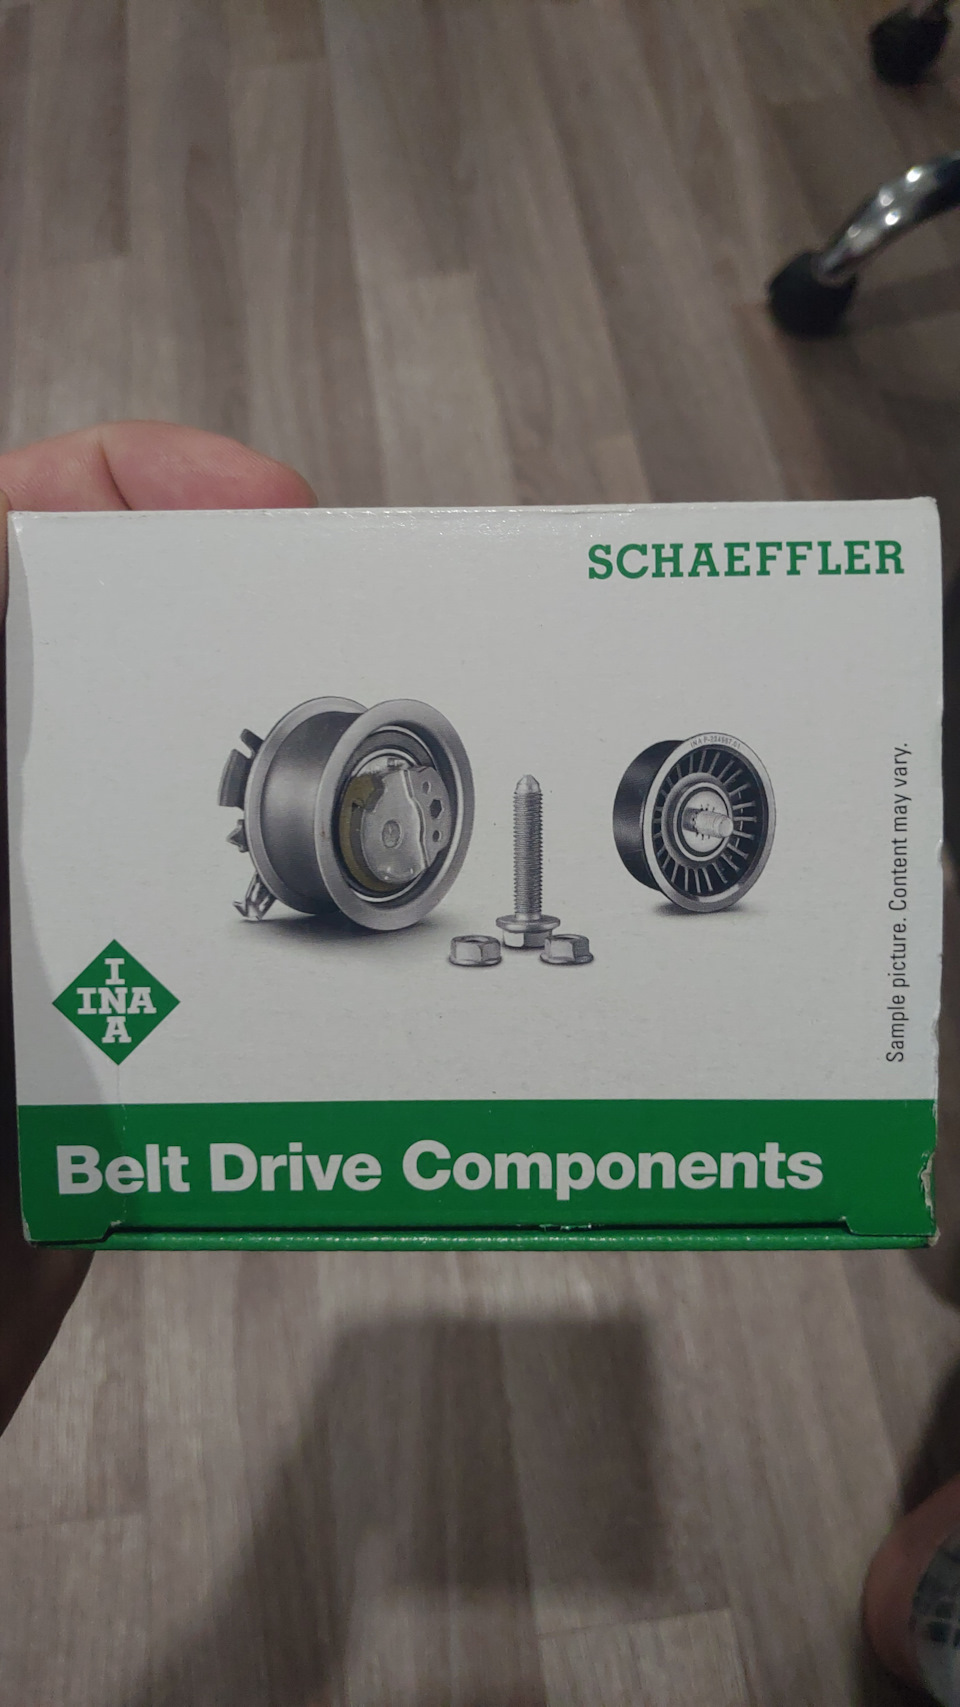 SCHAEFFLER
Sample picture. Content may vary.
I
INA
A
Belt Drive Components